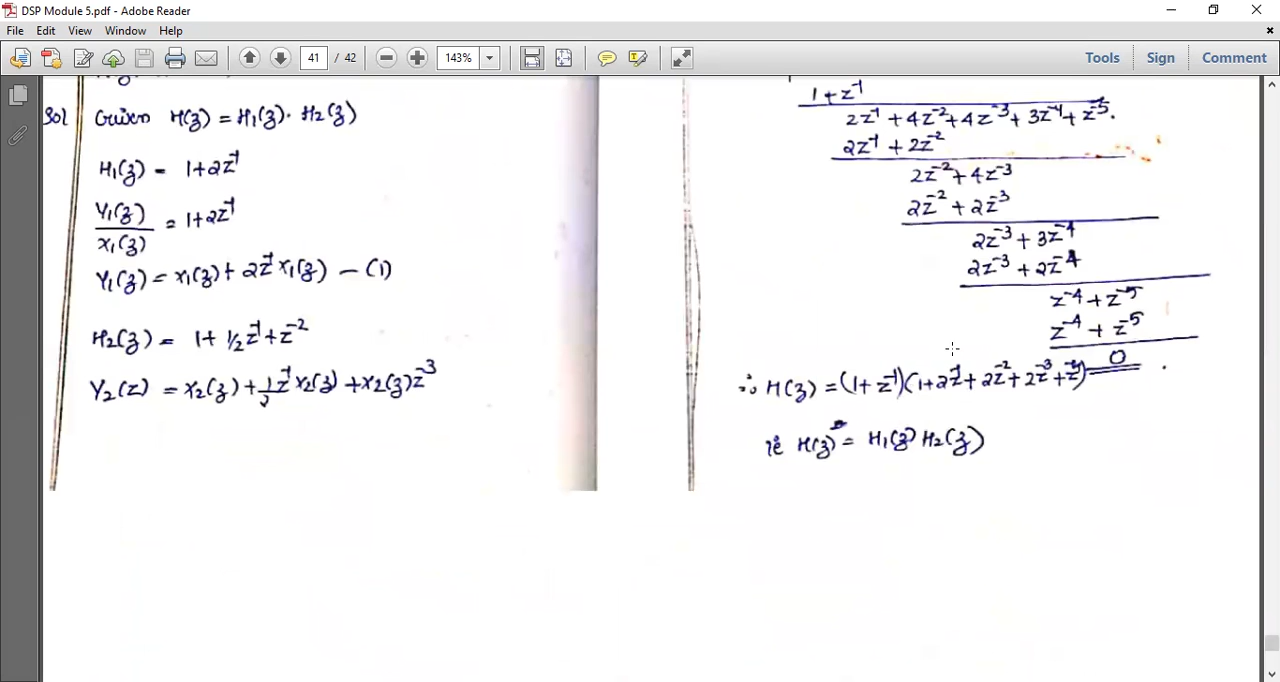 DSP Module 5.pdf - Adobe Reader
File Edit View Window Help
41 / 42 143% Tools Sign Comment
Sol Given H(z) = H₁(z). H₂(z)
H₁(z) = 1+2z⁻¹
Y₁(z)
X₁(z) = 1+2z⁻¹
Y₁(z) = X₁(z)+ 2z⁻¹ X₁(z) – (1)
H₂(z) = 1+ 1/2 z⁻¹+z⁻²
Y₂(z) = X₂(z)+ 1/2 z⁻¹ X₂(z) + X₂(z) z⁻³
1+z⁻¹
2z⁻¹ + 4z⁻² + 4z⁻³ + 3z⁻⁴ + z⁻⁵.
2z⁻¹ + 2z⁻²
2z⁻² + 4z⁻³
2z⁻² + 2z⁻³
2z⁻³ + 3z⁻⁴
2z⁻³ + 2z⁻⁴
z⁻⁴ + z⁻⁵
z⁻⁴ + z⁻⁵
0
∴ H(z) = (1+ z⁻¹)(1+2z⁻¹+ 2z⁻²+ 2z⁻³ + z⁻⁴)
ie H(z) = H₁(z) H₂(z)